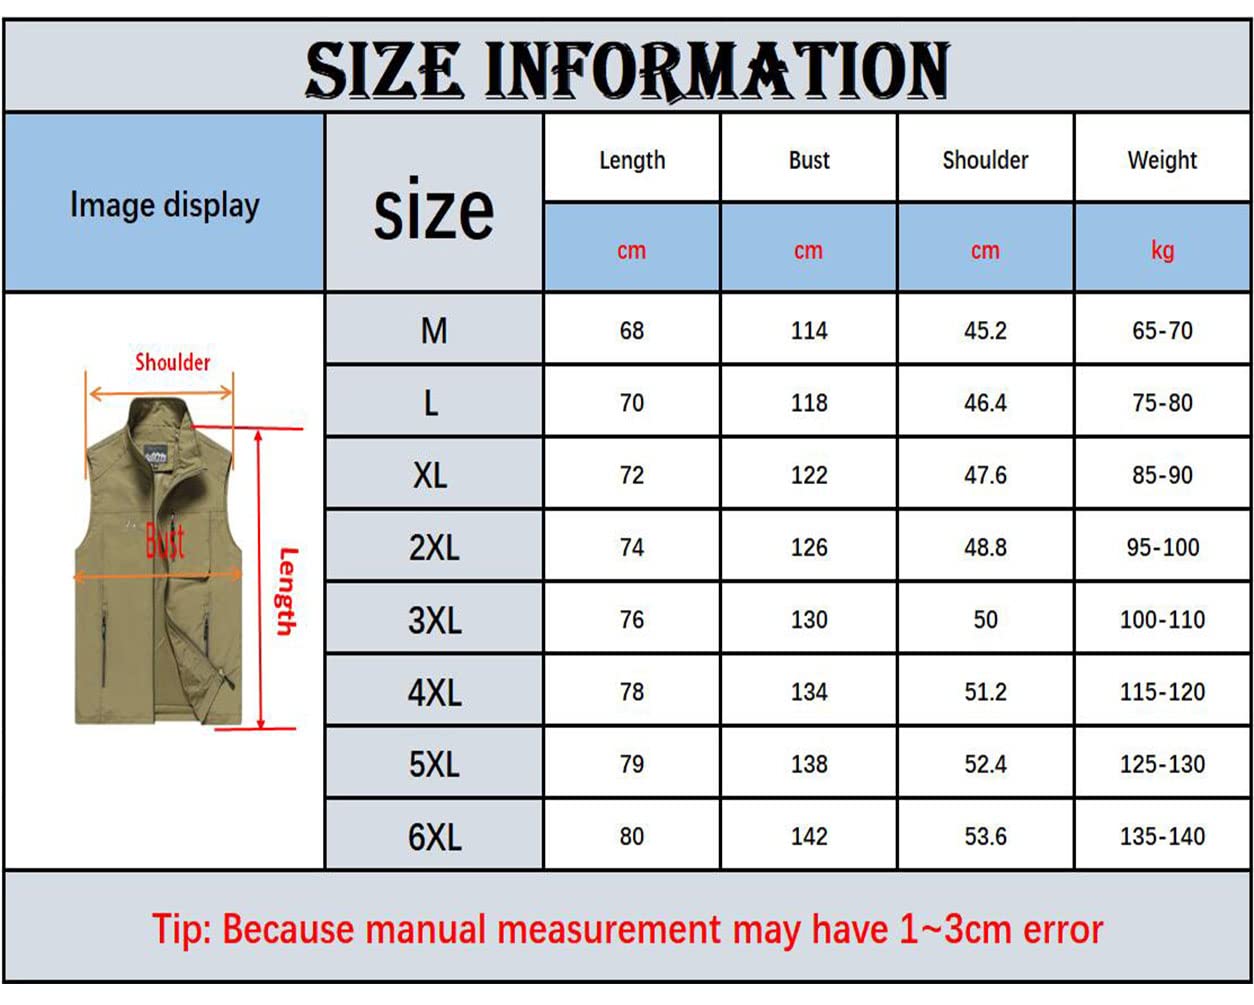 SIZE INFORMATION
Image display
size
Length Bust Shoulder Weight
cm cm cm kg
M 68 114 45.2 65-70
L 70 118 46.4 75-80
XL 72 122 47.6 85-90
2XL 74 126 48.8 95-100
3XL 76 130 50 100-110
4XL 78 134 51.2 115-120
5XL 79 138 52.4 125-130
6XL 80 142 53.6 135-140
Shoulder
Bust
Length
Tip: Because manual measurement may have 1~3cm error